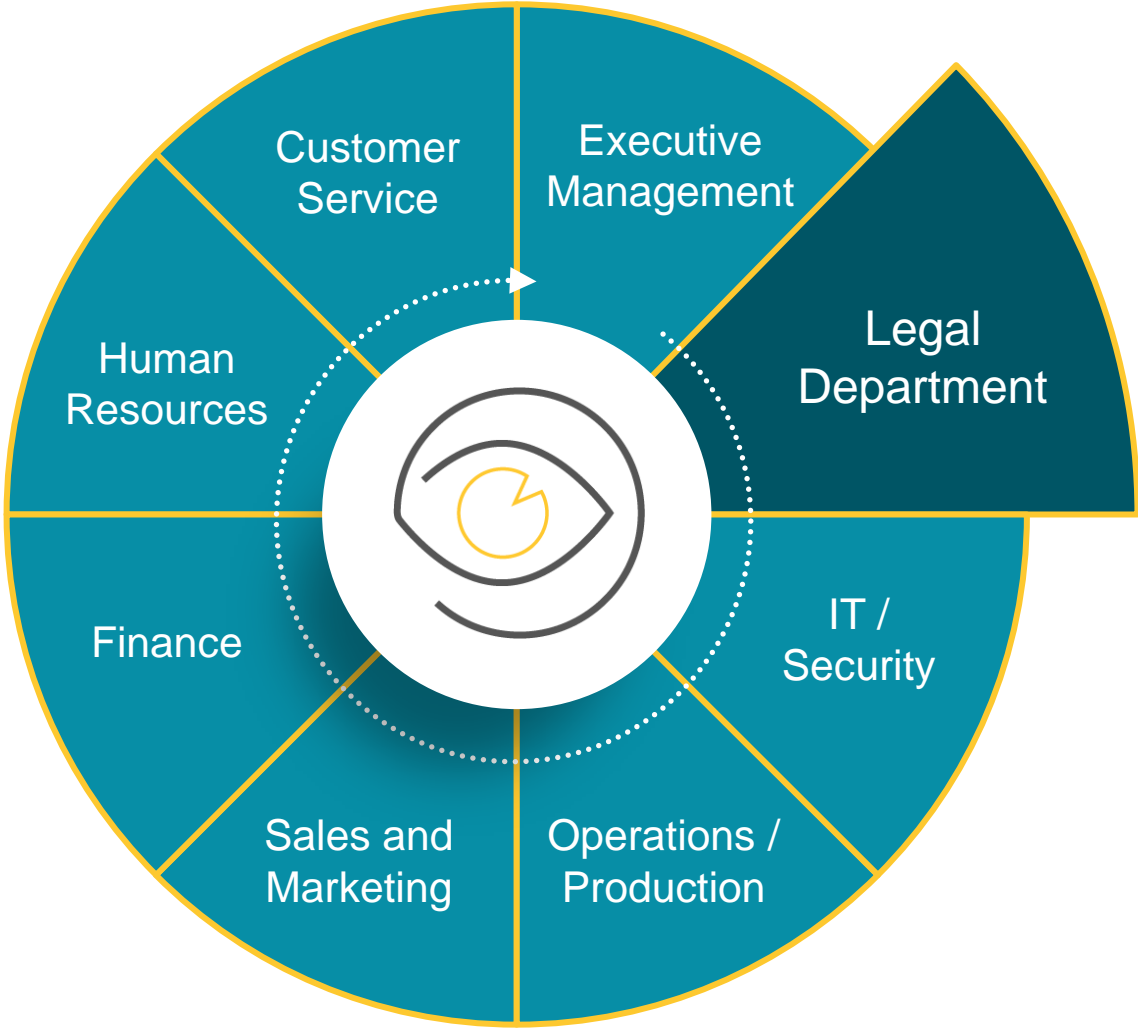 Executive
Management
Legal
Department
IT /
Security
Operations /
Production
Sales and
Marketing
Finance
Human
Resources
Customer
Service